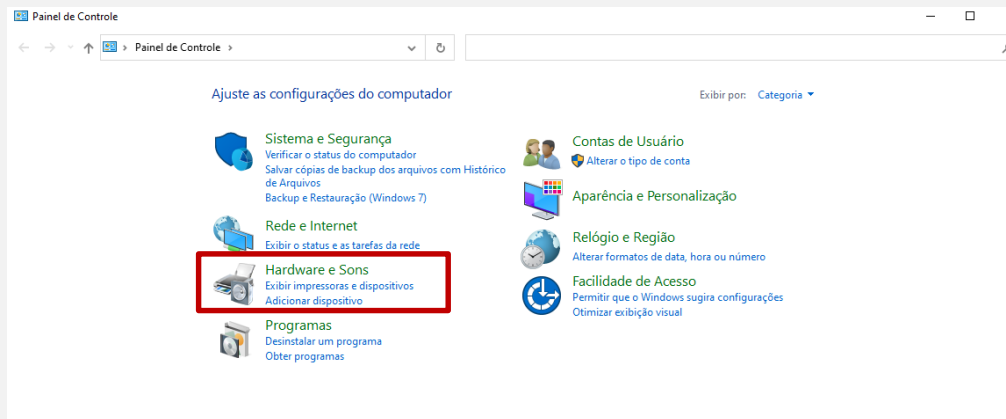 Painel de Controle
Painel de Controle
Ajuste as configurações do computador
Exibir por: Categoria
Sistema e Segurança
Verificar o status do computador
Salvar cópias de backup dos arquivos com Histórico
de Arquivos
Backup e Restauração (Windows 7)
Rede e Internet
Exibir o status e as tarefas da rede
Hardware e Sons
Exibir impressoras e dispositivos
Adicionar dispositivo
Programas
Desinstalar um programa
Obter programas
Contas de Usuário
Alterar o tipo de conta
Aparência e Personalização
Relógio e Região
Alterar formatos de data, hora ou número
Facilidade de Acesso
Permitir que o Windows sugira configurações
Otimizar exibição visual